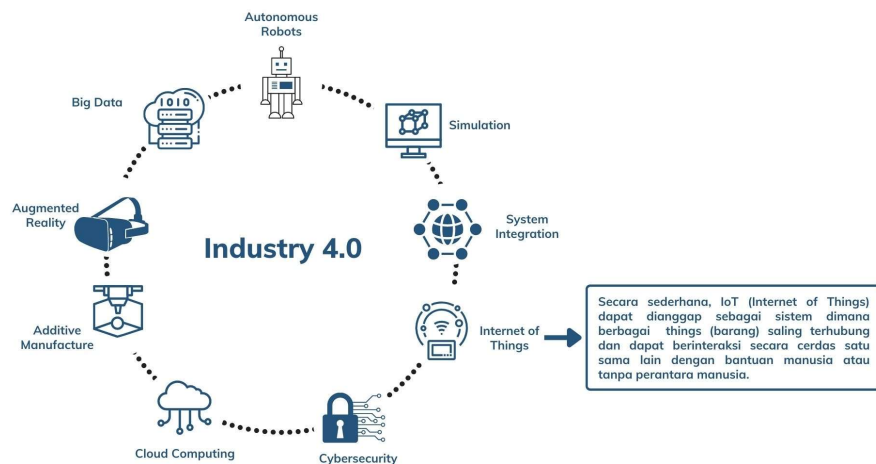 Autonomous
Robots
Big Data
1010
Simulation
Augmented
Reality
System
Integration
Industry 4.0
Additive
Manufacture
Internet of
Things
Secara sederhana, IoT (Internet of Things)
dapat dianggap sebagai sistem dimana
berbagai things (barang) saling terhubung
dan dapat berinteraksi secara cerdas satu
sama lain dengan bantuan manusia atau
tanpa perantara manusia.
Cloud Computing
Cybersecurity